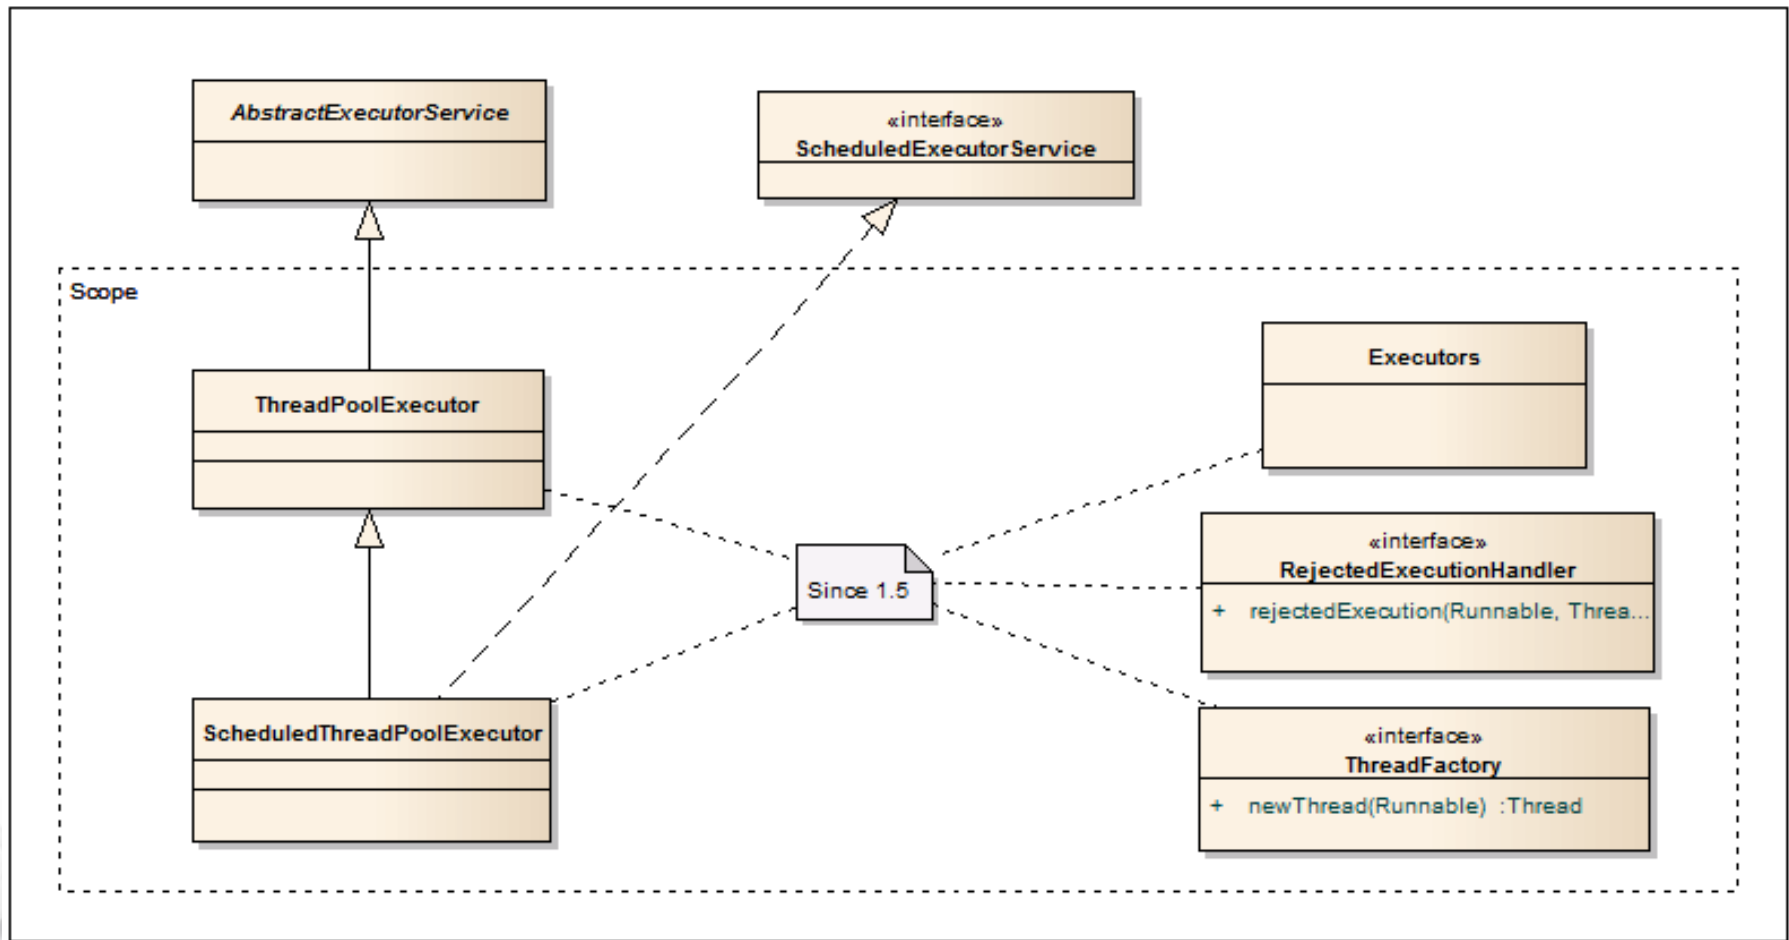 AbstractExecutorService
«interface»
ScheduledExecutorService
Scope
ThreadPoolExecutor
Executors
Since 1.5
«interface»
RejectedExecutionHandler
+ rejectedExecution(Runnable, Threa...
ScheduledThreadPoolExecutor
«interface»
ThreadFactory
+ newThread(Runnable) :Thread